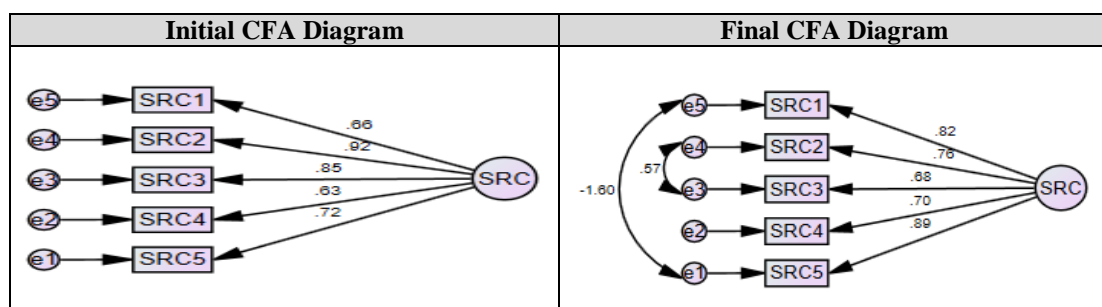 Initial CFA Diagram
Final CFA Diagram
e5 SRC1
.66
e4 SRC2
.92
e3 SRC3
.85
SRC
e2 SRC4
.63
e1 SRC5
.72
e5 SRC1
.82
e4 SRC2
.76
.57
-1.60
e3 SRC3
.68
SRC
e2 SRC4
.70
e1 SRC5
.89